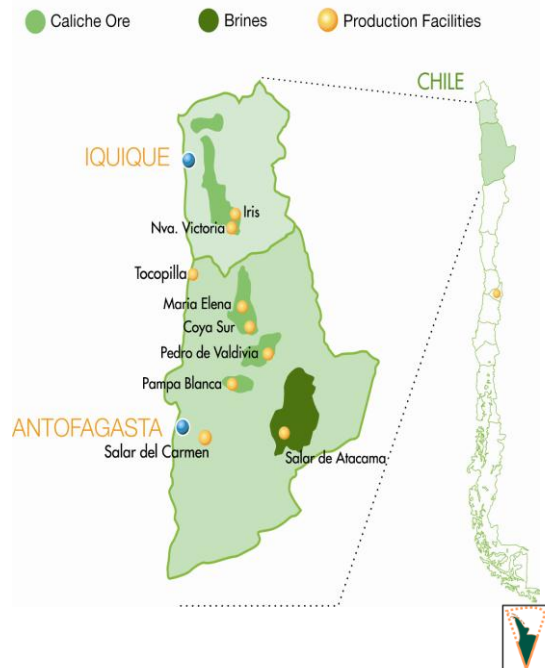 Caliche Ore
Brines
Production Facilities
CHILE
IQUIQUE
Iris
Nva. Victoria
Tocopilla
Maria Elena
Coya Sur
Pedro de Valdivia
Pampa Blanca
ANTOFAGASTA
Salar del Carmen
Salar de Atacama